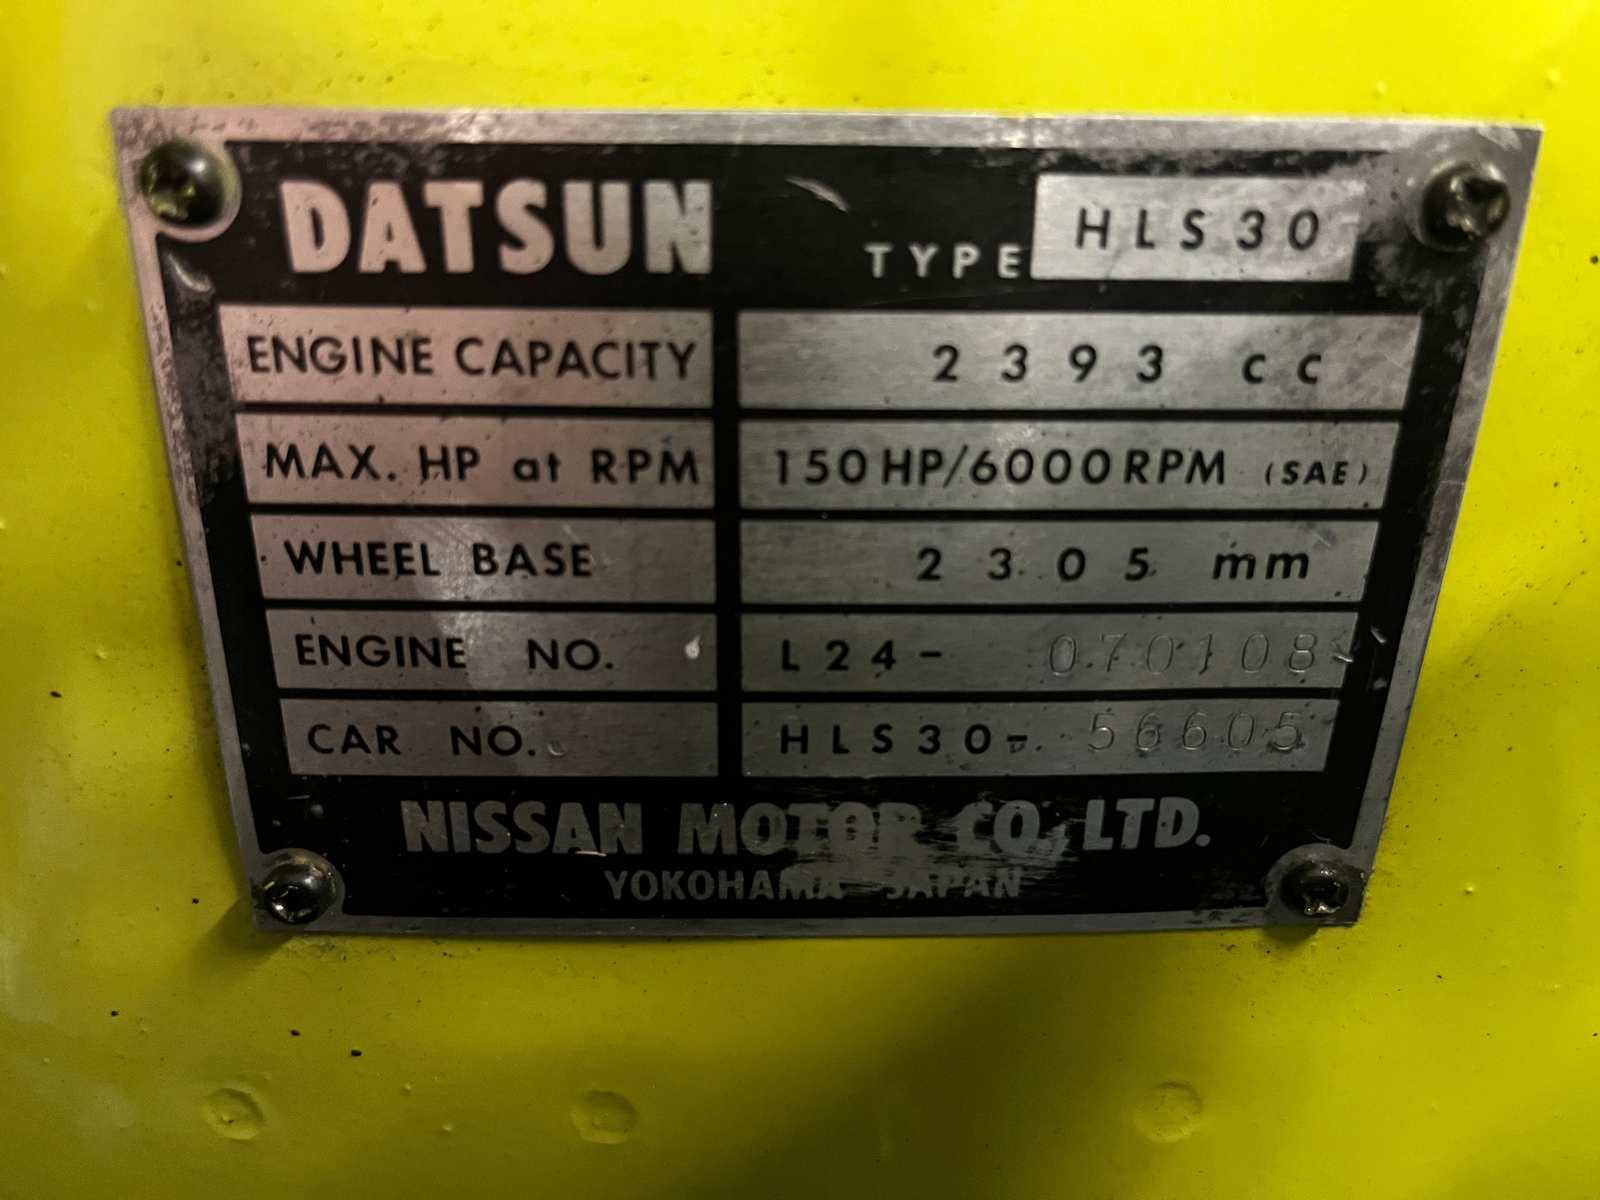 DATSUN TYPE HLS30
ENGINE CAPACITY 2393 cc
MAX. HP at RPM 150HP/6000RPM (SAE)
WHEEL BASE 2305 mm
ENGINE NO. L24- 070108
CAR NO. HLS30- 56605
NISSAN MOTOR CO., LTD.
YOKOHAMA JAPAN